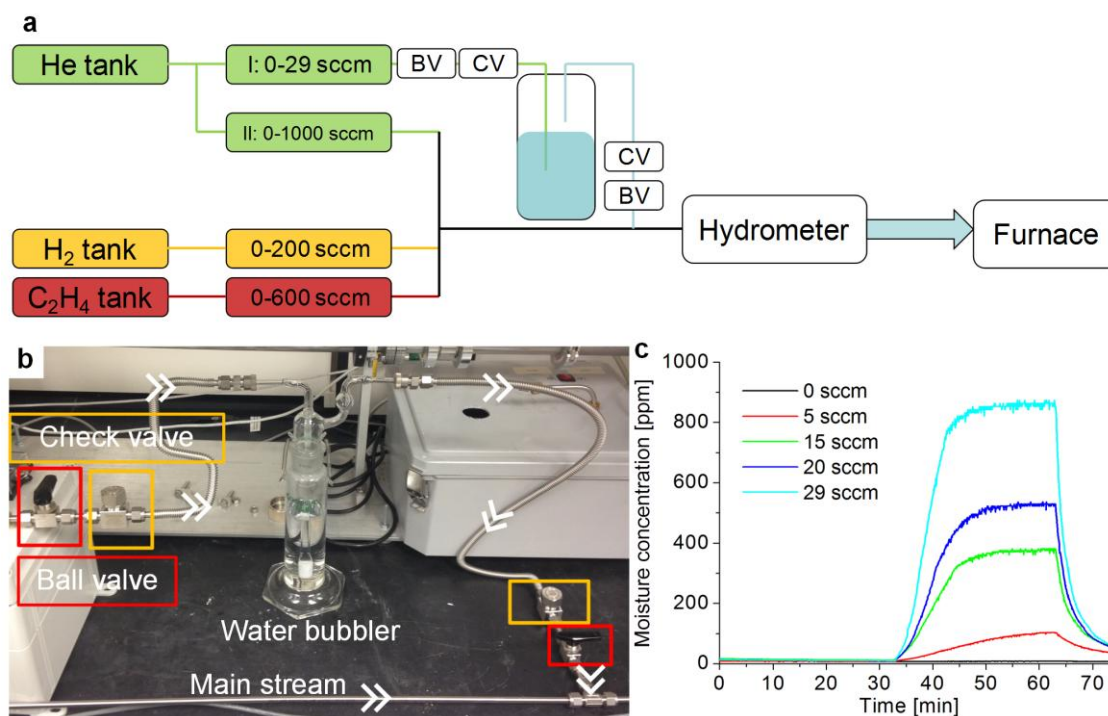 a
He tank
I: 0-29 sccm
BV
CV
II: 0-1000 sccm
CV
BV
H2 tank
0-200 sccm
Hydrometer
Furnace
C2H4 tank
0-600 sccm
b
Check valve
Ball valve
Water bubbler
Main stream
c
1000
800
600
400
200
0
Moisture concentration [ppm]
0 sccm
5 sccm
15 sccm
20 sccm
29 sccm
0 10 20 30 40 50 60 70
Time [min]